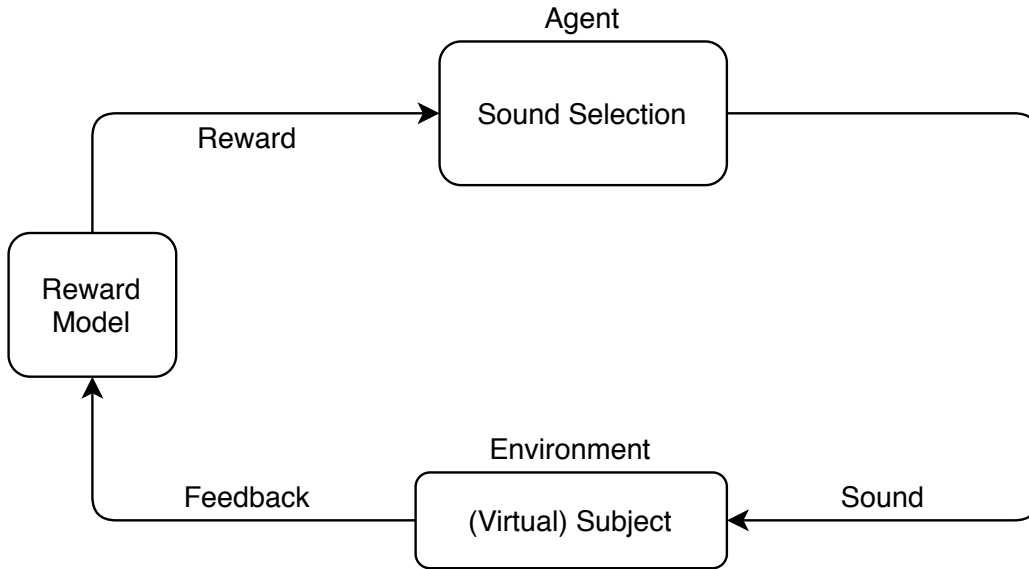 Agent
Sound Selection
Reward
Reward
Model
Environment
Feedback
(Virtual) Subject
Sound